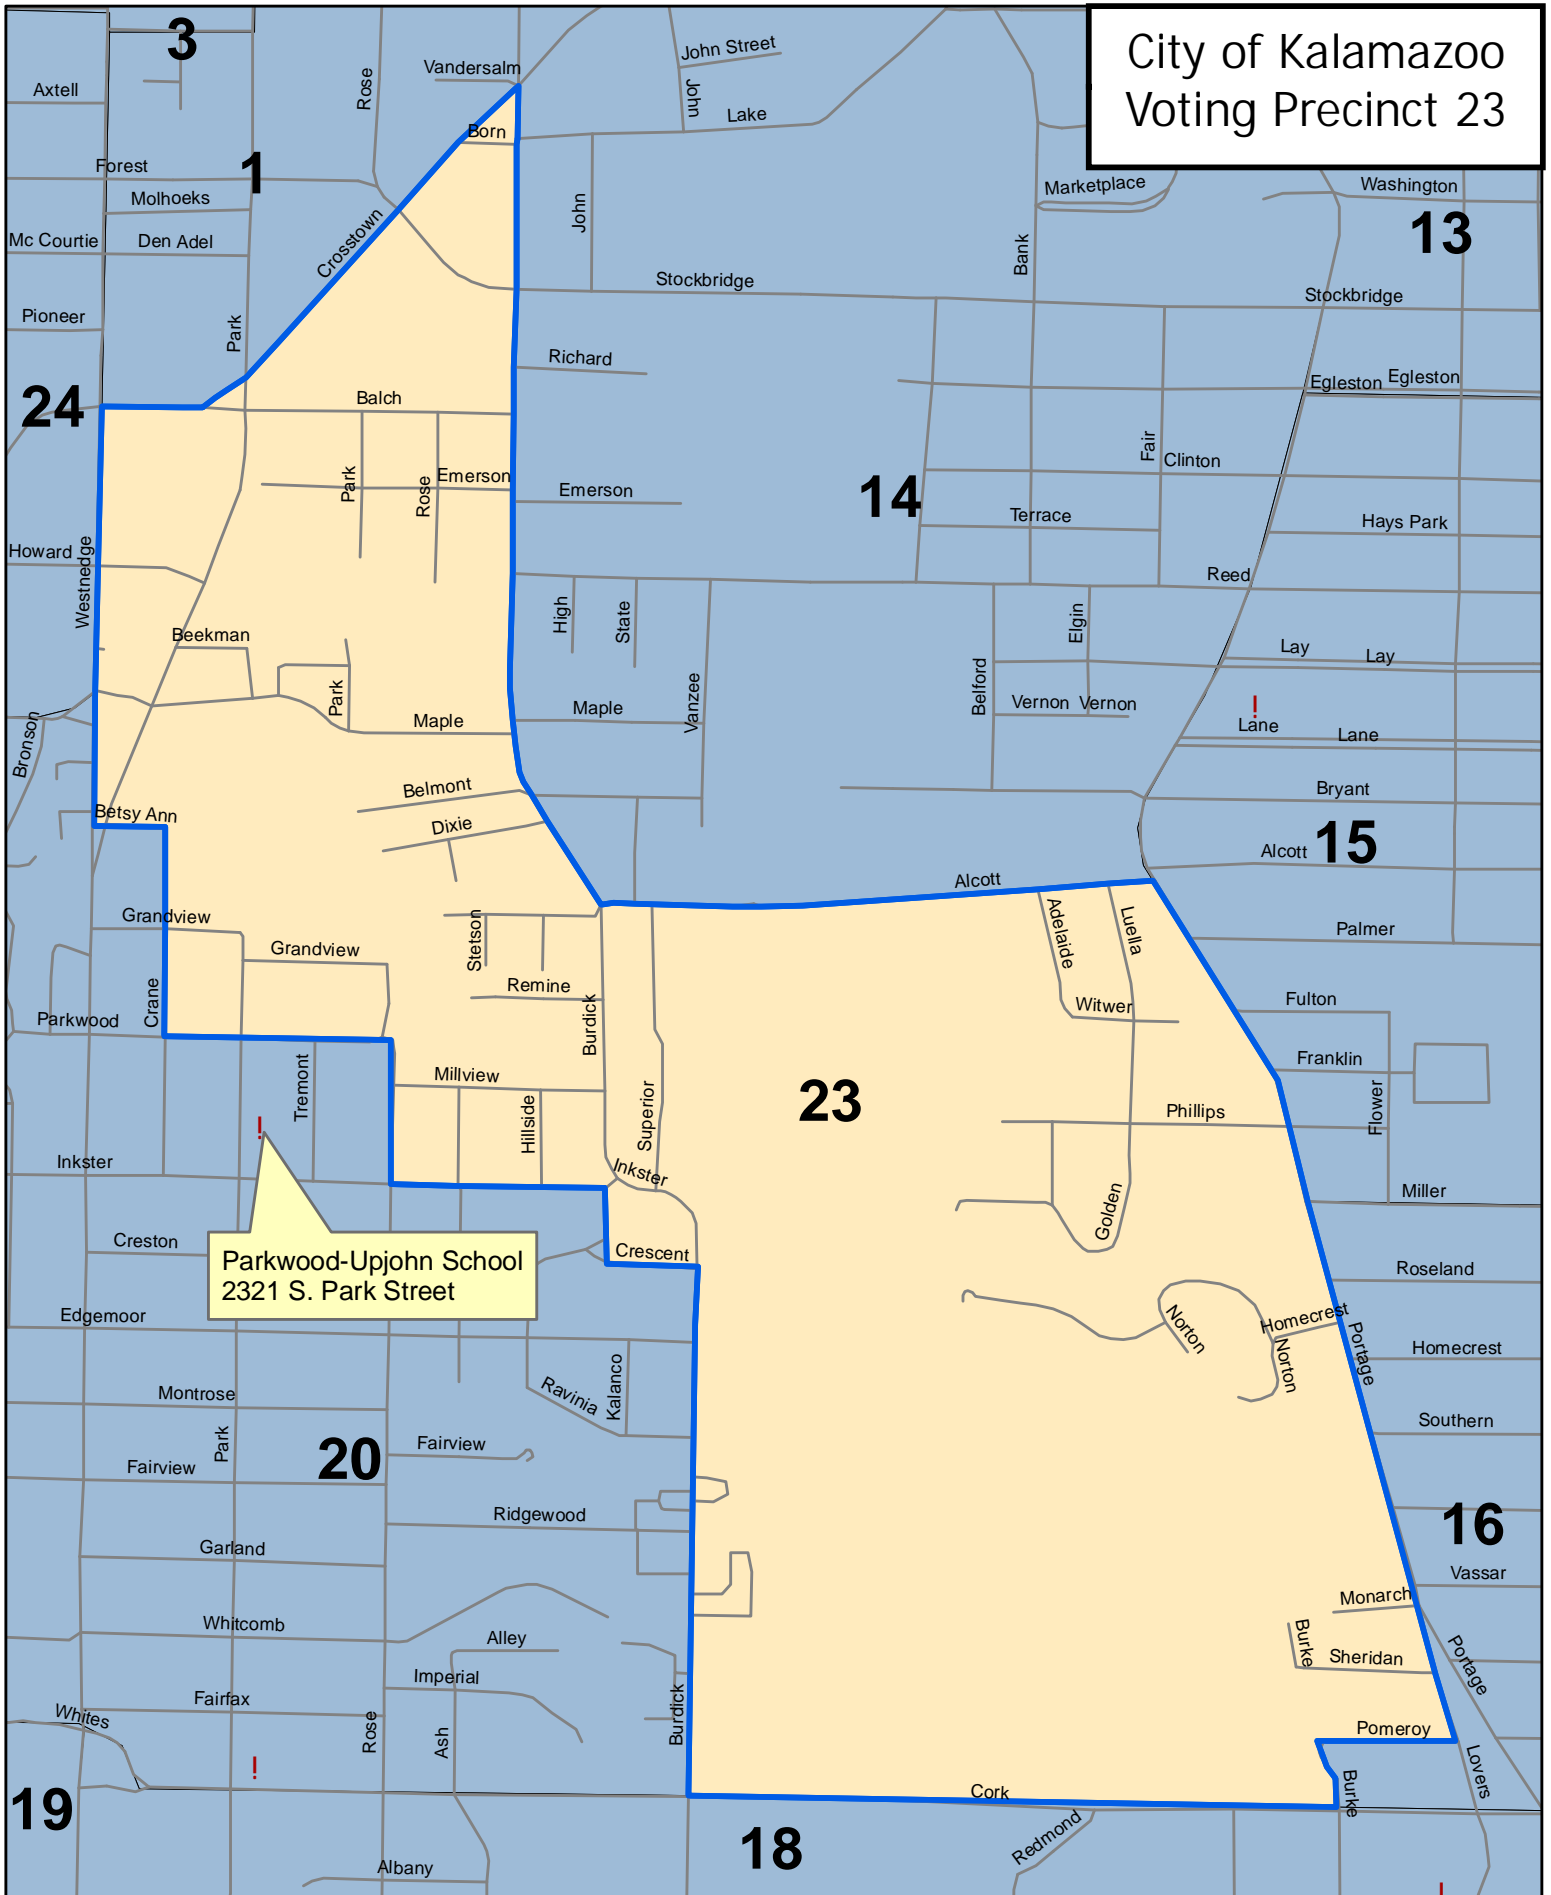 City of Kalamazoo
Voting Precinct 23
3
Axtell
Rose
Vandersalm
John Street
John
Lake
Born
Forest
1
Molhoeks
Mc Courtie
Den Adel
Crosstown
John
Bank
Marketplace
Washington
13
Pioneer
Park
Stockbridge
Stockbridge
Richard
24
Balch
Egleston
Egleston
Park
Rose
Emerson
Emerson
14
Fair
Clinton
Terrace
Hays Park
Howard
Westnedge
Reed
High
State
Elgin
Beekman
Lay
Lay
Park
Maple
Maple
Vanzee
Belford
Vernon
Vernon
!
Lane
Lane
Bronson
Belmont
Bryant
Betsy Ann
Dixie
15
Alcott
Alcott
Grandview
Grandview
Stetson
Adelaide
Luella
Palmer
Crane
Remine
Burdick
Witwer
Fulton
Parkwood
Tremont
Millview
Hillside
Superior
23
Franklin
Flower
Phillips
!
Inkster
Inkster
Golden
Miller
Creston
Crescent
Parkwood-Upjohn School
2321 S. Park Street
Roseland
Edgemoor
Norton
Homecrest
Norton
Portage
Homecrest
Montrose
Ravinia
Kalanco
Southern
Park
20
Fairview
Fairview
Ridgewood
16
Garland
Vassar
Monarch
Whitcomb
Alley
Burke
Sheridan
Portage
Imperial
Fairfax
Whites
Rose
Ash
Burdick
Pomeroy
!
Lovers
Cork
Burke
19
18
Redmond
Albany
!